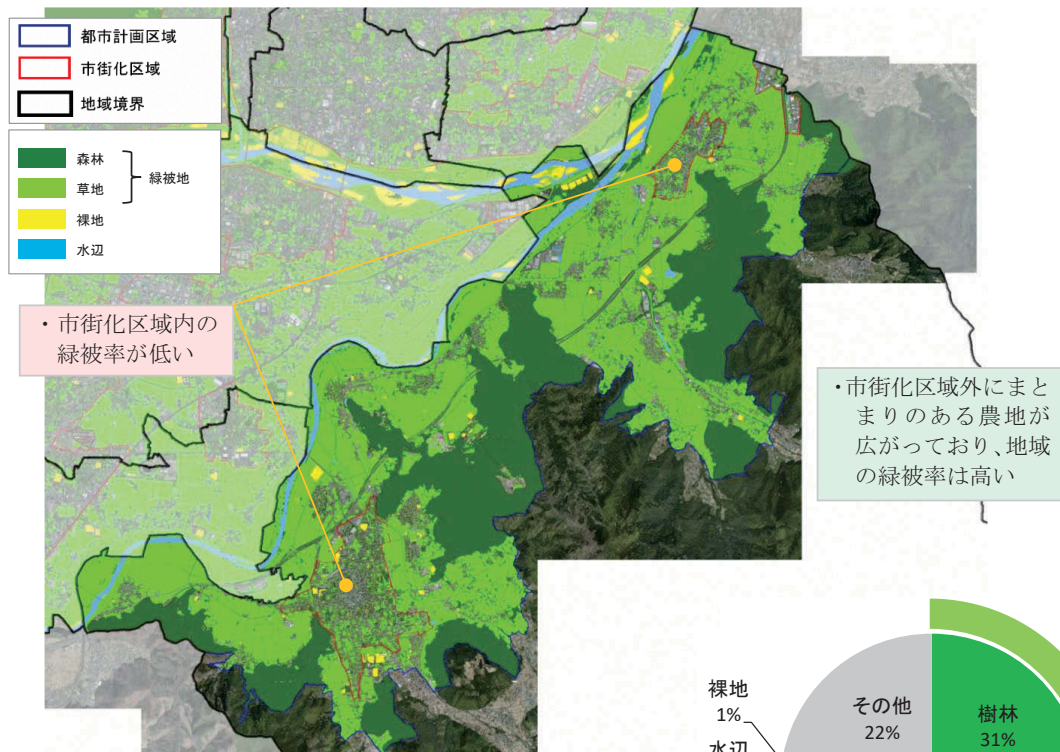 都市計画区域
市街化区域
地域境界
森林
草地
緑被地
裸地
水辺
・市街化区域内の
緑被率が低い
・市街化区域外にまと
まりのある農地が
広がっており、地域
の緑被率は高い
裸地
1%
水辺
その他
22%
樹林
31%